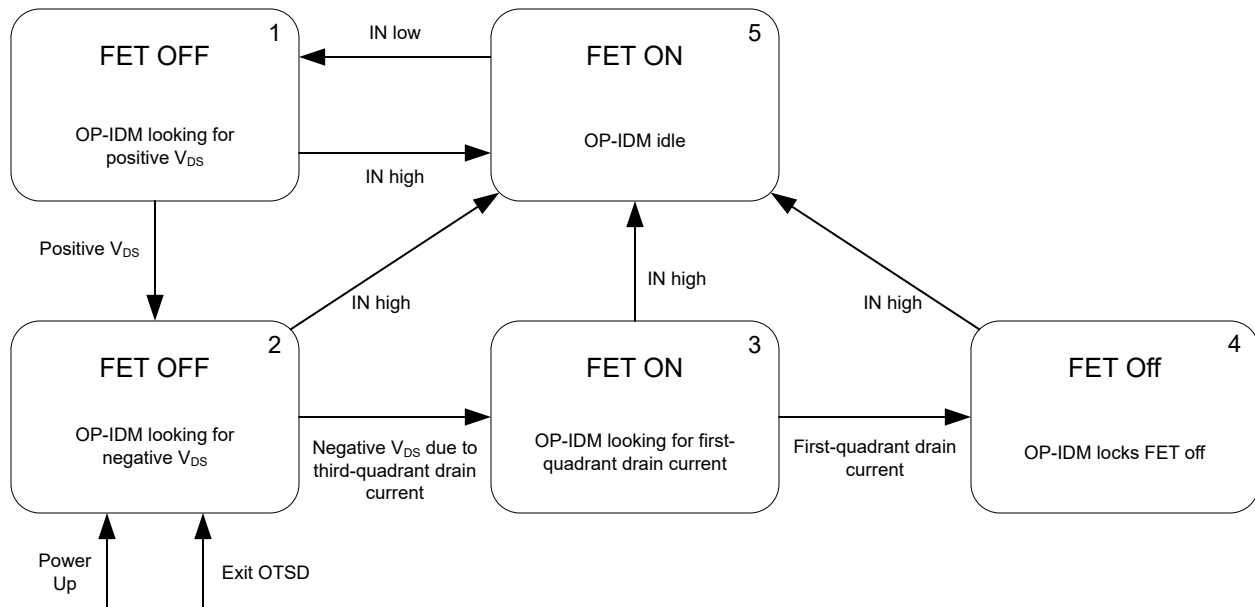 1
FET OFF
OP-IDM looking for
positive VDS
IN low
5
FET ON
OP-IDM idle
IN high
Positive VDS
IN high
IN high
IN high
2
FET OFF
OP-IDM looking for
negative VDS
Negative VDS due to
third-quadrant drain
current
3
FET ON
OP-IDM looking for first-
quadrant drain current
First-quadrant drain
current
4
FET Off
OP-IDM locks FET off
Power
Up
Exit OTSD